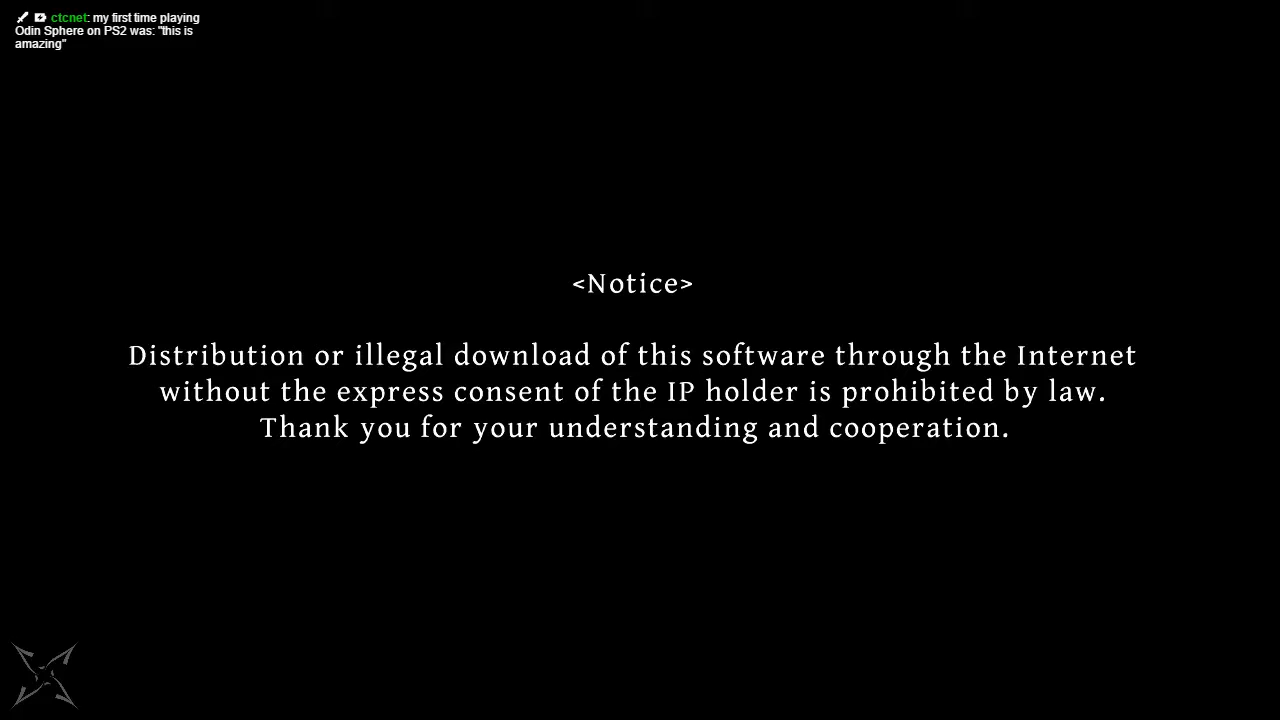 ctcnet: my first time playing
Odin Sphere on PS2 was: "this is
amazing"
<Notice>
Distribution or illegal download of this software through the Internet
without the express consent of the IP holder is prohibited by law.
Thank you for your understanding and cooperation.